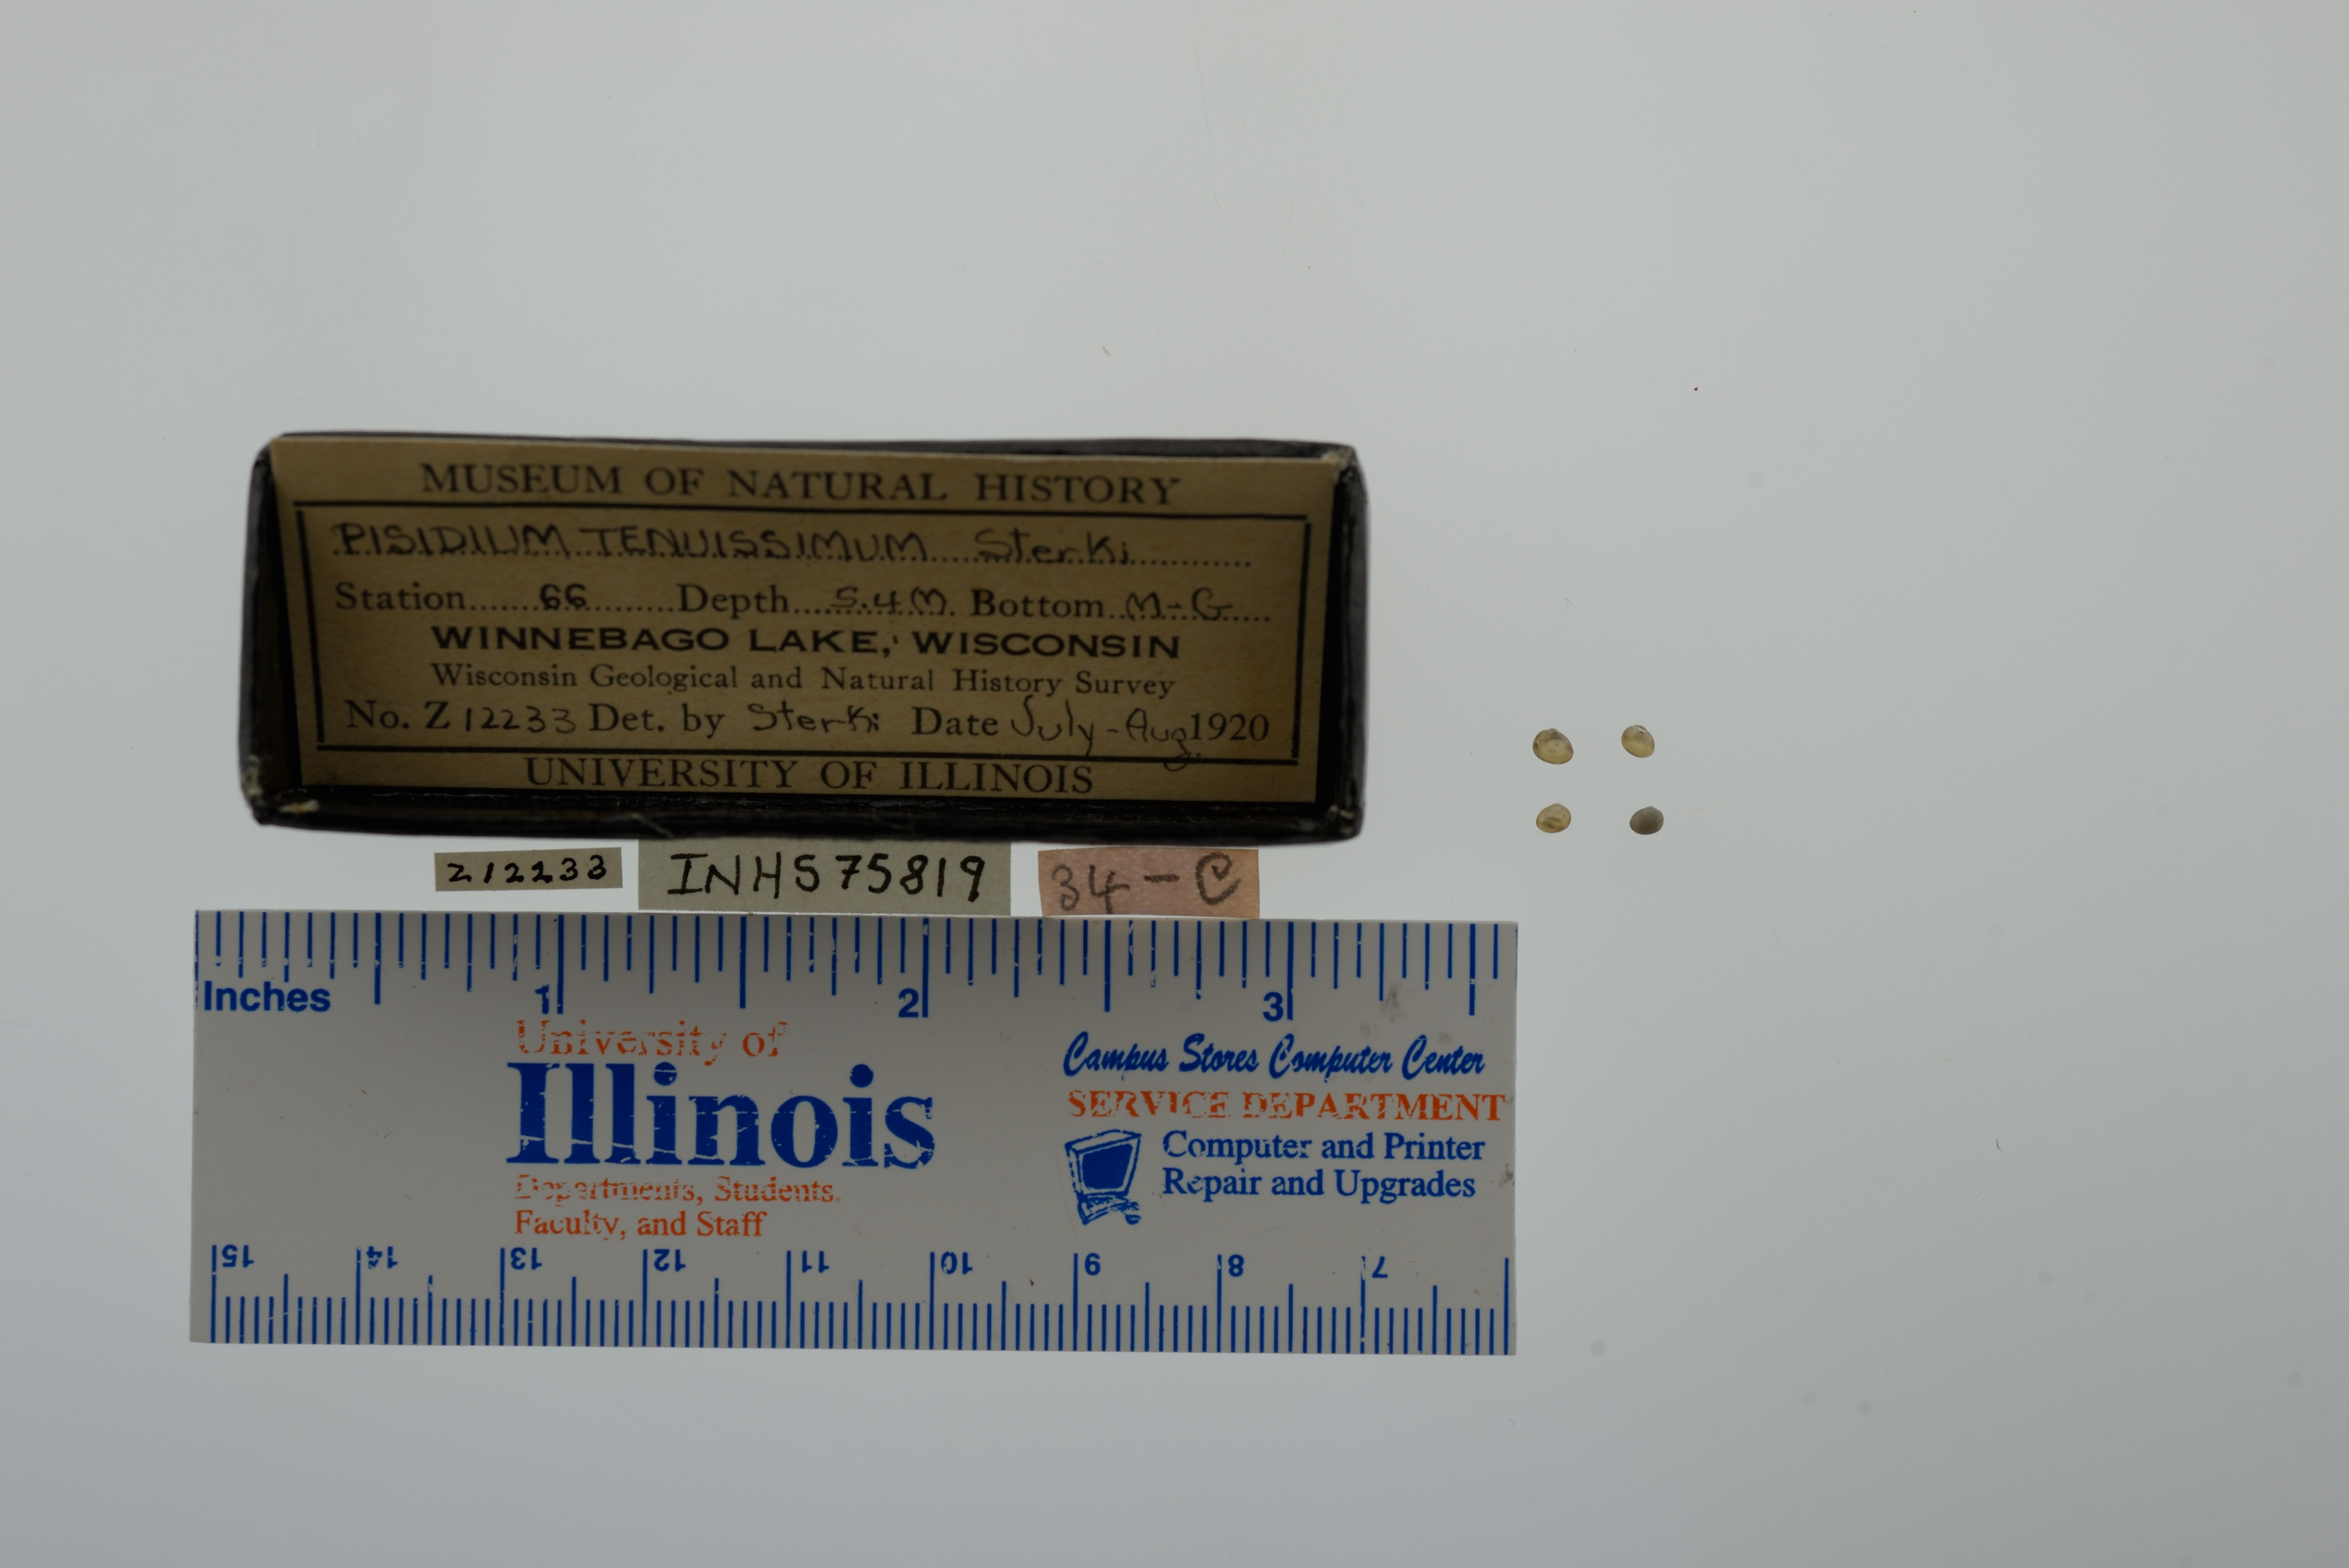 MUSEUM OF NATURAL HISTORY
PISIDIUM TENUISSIMUM Sterki
Station 66 Depth 5.4 M. Bottom M-G
WINNEBAGO LAKE, WISCONSIN
Wisconsin Geological and Natural History Survey
No. Z 12233 Det. by Sterki Date July-Aug. 1920
UNIVERSITY OF ILLINOIS
Z12233
INHS 75819
34-C
Inches 1 2 3
University of
Illinois
Departments, Students,
Faculty, and Staff
Campus Stores Computer Center
SERVICE DEPARTMENT
Computer and Printer
Repair and Upgrades
15 14 13 12 11 10 9 8 7